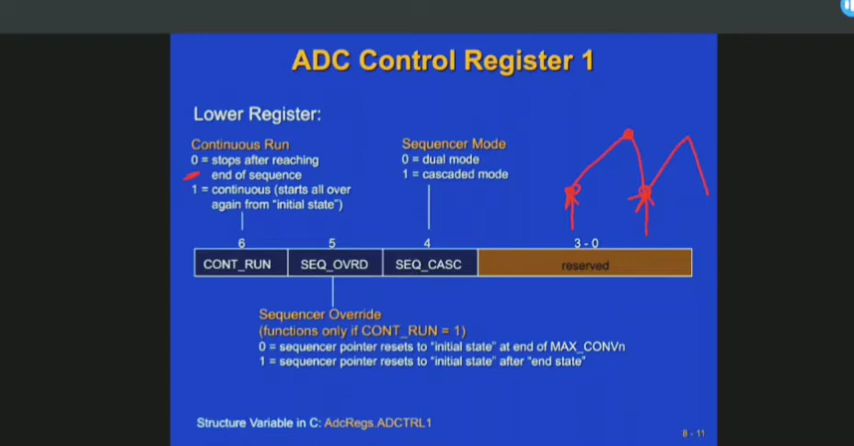 ADC Control Register 1
Lower Register:
Continuous Run
0 = stops after reaching
end of sequence
1 = continuous (starts all over
again from "initial state")
Sequencer Mode
0 = dual mode
1 = cascaded mode
6
5
4
3 - 0
CONT_RUN
SEQ_OVRD
SEQ_CASC
reserved
Sequencer Override
(functions only if CONT_RUN = 1)
0 = sequencer pointer resets to "initial state" at end of MAX_CONVn
1 = sequencer pointer resets to "initial state" after "end state"
Structure Variable in C: AdcRegs.ADCTRL1
8 - 11